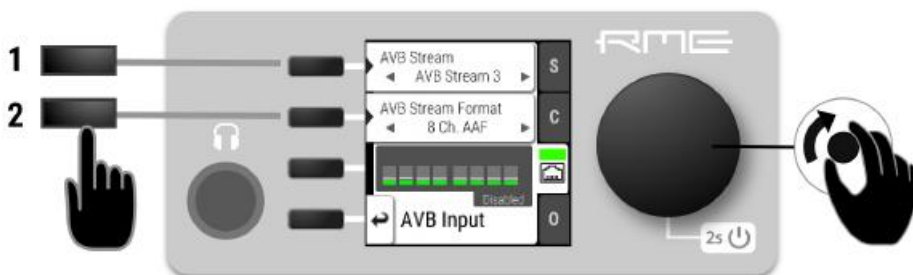 RME
1
AVB Stream
AVB Stream 3
S
2
AVB Stream Format
8 Ch. AAF
C
Disabled
AVB Input
O
2s